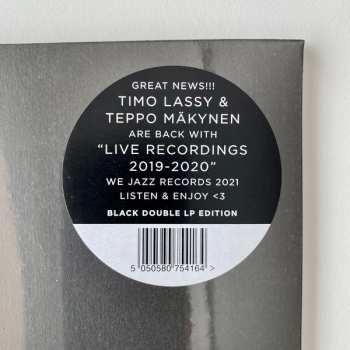 GREAT NEWS!!!
TIMO LASSY &
TEPPO MÄKYNEN
ARE BACK WITH
“LIVE RECORDINGS
2019-2020”
WE JAZZ RECORDS 2021
LISTEN & ENJOY <3
BLACK DOUBLE LP EDITION
5 050580 754164 >